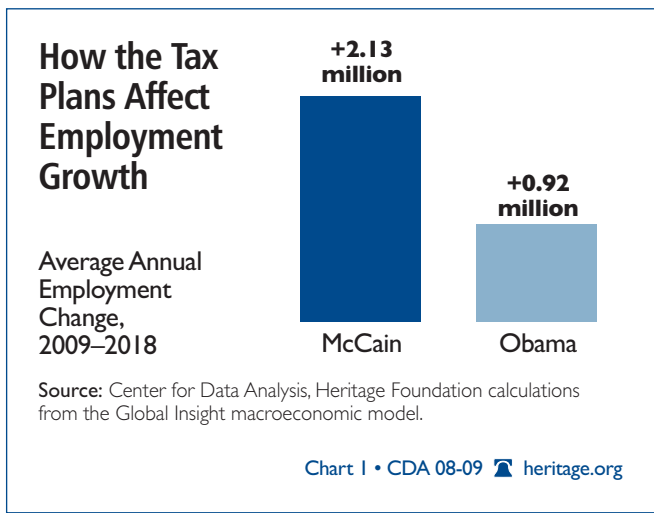 How the Tax
Plans Affect
Employment
Growth
Average Annual
Employment
Change,
2009–2018
+2.13
million
+0.92
million
McCain
Obama
Source: Center for Data Analysis, Heritage Foundation calculations
from the Global Insight macroeconomic model.
Chart 1 • CDA 08-09 heritage.org